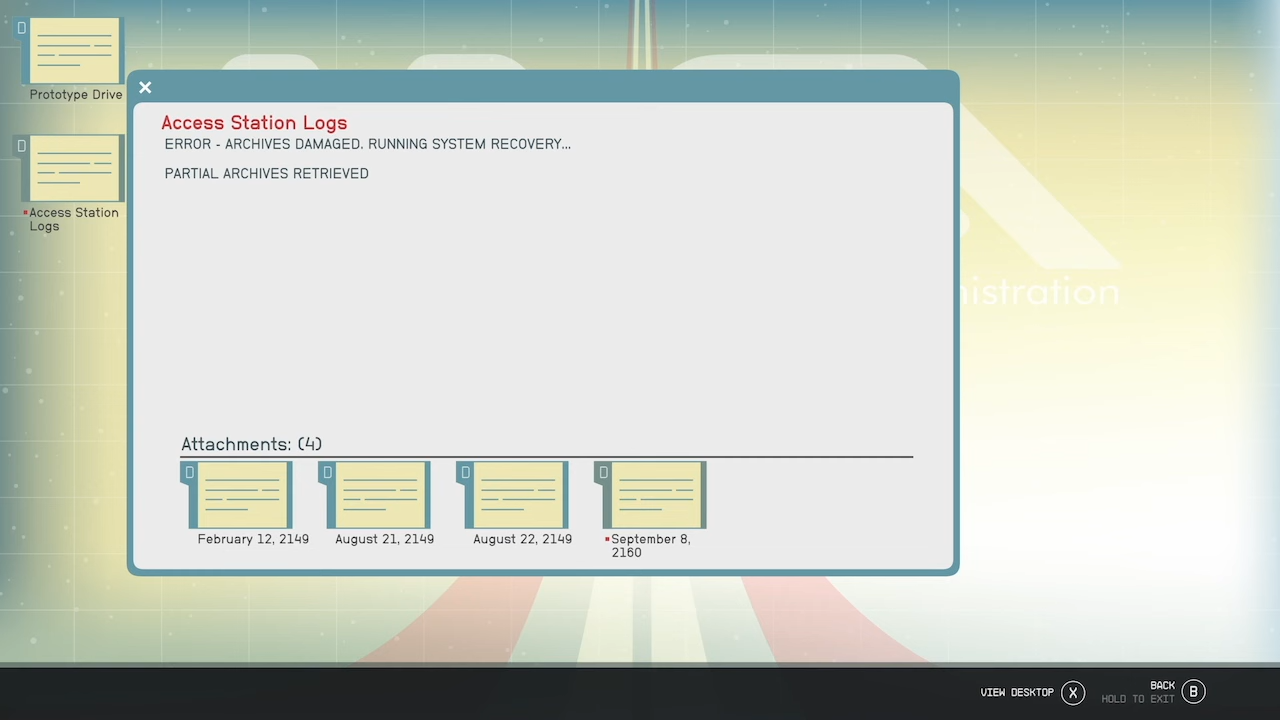 D
Prototype Drive
D
Access Station
Logs
×
Access Station Logs
ERROR - ARCHIVES DAMAGED. RUNNING SYSTEM RECOVERY...
PARTIAL ARCHIVES RETRIEVED
nistration
Attachments: (4)
D
D
D
D
February 12, 2149
August 21, 2149
August 22, 2149
September 8,
2160
VIEW DESKTOP X
BACK B
HOLD TO EXIT